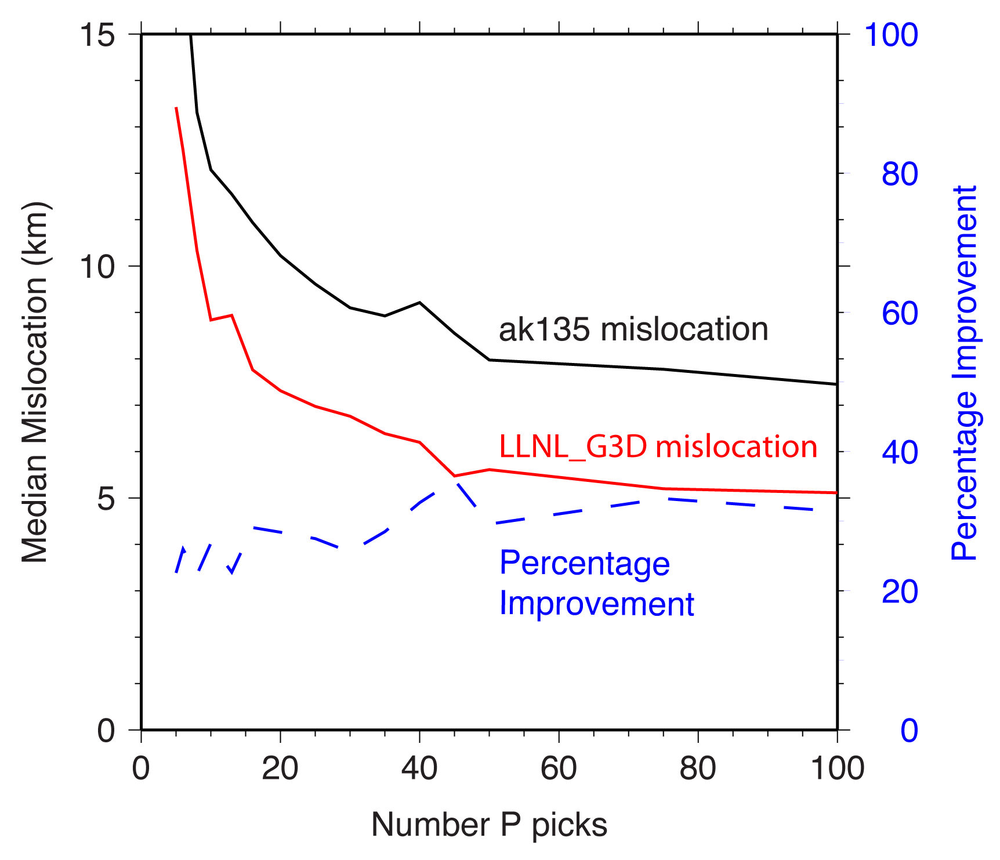 15
100
80
ak135 mislocation
10
60
Median Mislocation (km)
Percentage Improvement
LLNL_G3D mislocation
40
5
Percentage
Improvement
20
0
0
0
20
40
60
80
100
Number P picks